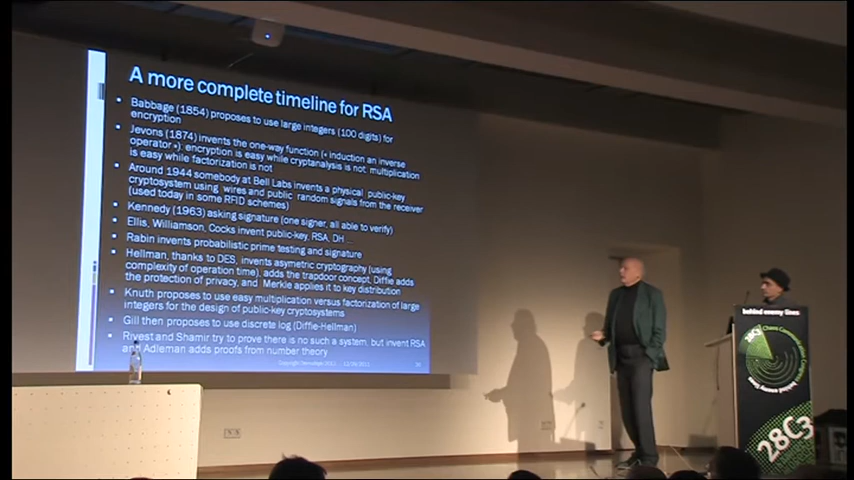 A more complete timeline for RSA
Babbage (1854) proposes to use large integers (100 digits) for
encryption
Jevons (1874) invents the one-way function (« induction an inverse
operator »), encryption is easy while cryptanalysis is not, multiplication
is easy while factorization is not
Around 1944 somebody at Bell Labs invents a physical public-key
cryptosystem using wires and public random signals from the receiver
(used today in some RFID schemes)
Kennedy (1963) asking signature (one signer, all able to verify)
Ellis, Williamson, Cocks invent public-key, RSA, DH ...
Rabin invents probabilistic prime testing and signature
Hellman, thanks to DES, invents asymetric cryptography (using
complexity of operation time), adds the trapdoor concept, Diffie adds
the protection of privacy, and Merkle applies it to key distribution
Knuth proposes to use easy multiplication versus factorization of large
integers for the design of public-key cryptosystems
Gill then proposes to use discrete log (Diffie-Hellman)
Rivest and Shamir try to prove there is no such a system, but invent RSA
and Adleman adds proofs from number theory
behind enemy lines
28C3
28C3